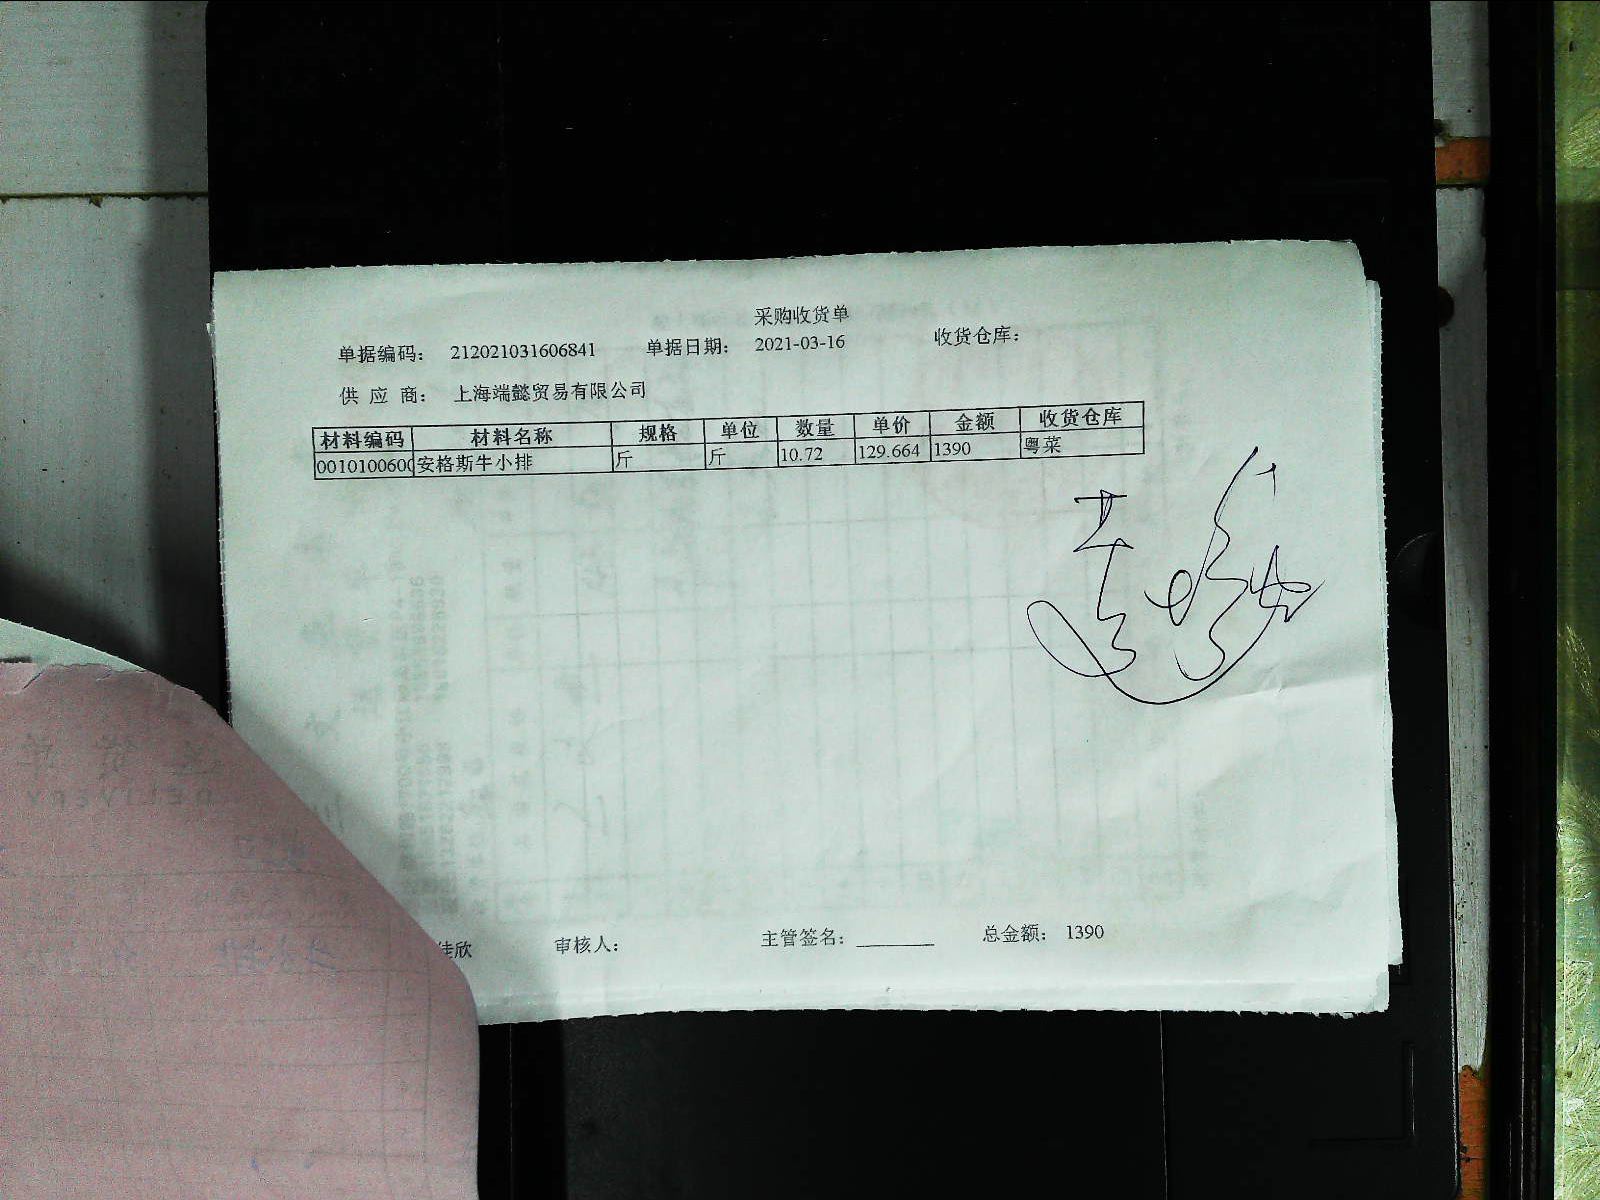 采购收货单
单据编码： 212021031606841 单据日期： 2021-03-16 收货仓库：
供 应 商： 上海端懿贸易有限公司
材料编码 材料名称 规格 单位 数量 单价 金额 收货仓库
0010100600 安格斯牛小排 斤 斤 10.72 129.664 1390 粤菜
佳欣 审核人： 主管签名： 总金额： 1390